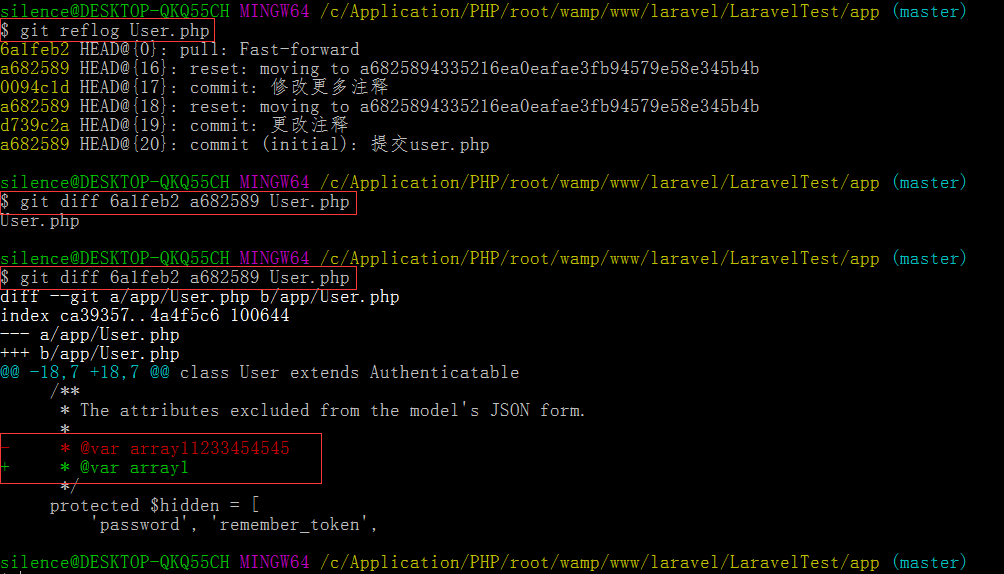 silence@DESKTOP-QKQ55CH MINGW64 /c/Application/PHP/root/wamp/www/laravel/LaravelTest/app (master)
$ git reflog User.php
6a1feb2 HEAD@{0}: pull: Fast-forward
a682589 HEAD@{16}: reset: moving to a6825894335216ea0eafae3fb94579e58e345b4b
0094c1d HEAD@{17}: commit: 修改更多注释
a682589 HEAD@{18}: reset: moving to a6825894335216ea0eafae3fb94579e58e345b4b
d739c2a HEAD@{19}: commit: 更改注释
a682589 HEAD@{20}: commit (initial): 提交user.php
silence@DESKTOP-QKQ55CH MINGW64 /c/Application/PHP/root/wamp/www/laravel/LaravelTest/app (master)
$ git diff 6a1feb2 a682589 User.php
User.php
silence@DESKTOP-QKQ55CH MINGW64 /c/Application/PHP/root/wamp/www/laravel/LaravelTest/app (master)
$ git diff 6a1feb2 a682589 User.php
diff --git a/app/User.php b/app/User.php
index ca39357..4a4f5c6 100644
--- a/app/User.php
+++ b/app/User.php
@@ -18,7 +18,7 @@ class User extends Authenticatable
/**
* The attributes excluded from the model's JSON form.
*
- * @var array11233454545
+ * @var array1
*/
protected $hidden = [
'password', 'remember_token',
silence@DESKTOP-QKQ55CH MINGW64 /c/Application/PHP/root/wamp/www/laravel/LaravelTest/app (master)